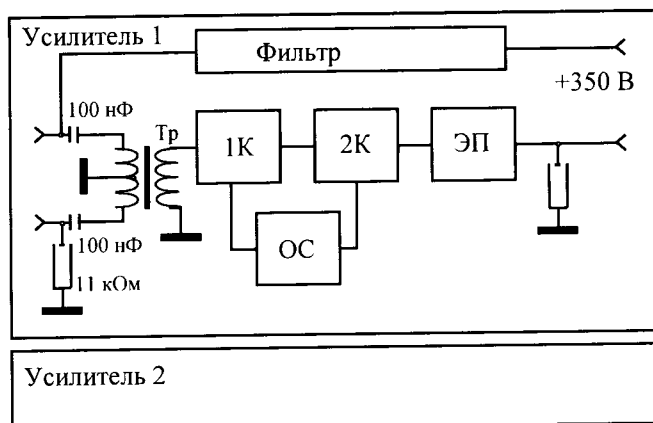 Усилитель 1
Фильтр
+350 В
100 нФ
Тр
1К
2К
ЭП
ОС
100 нФ
11 кОм
Усилитель 2